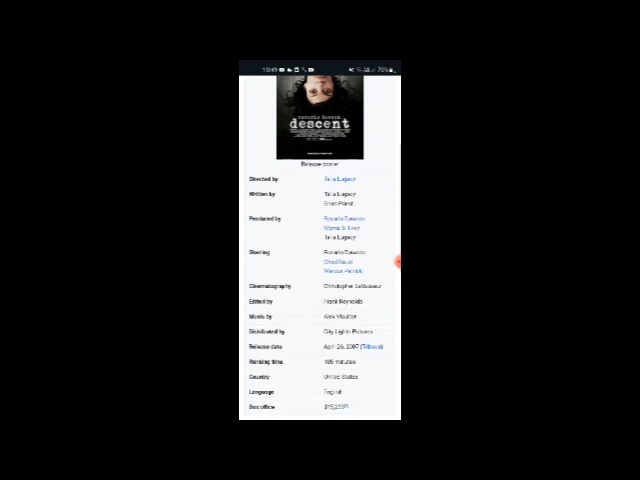 10:49
rosario dawson
descent
Release poster
Directed by Talia Lugacy
Written by Talia Lugacy
Brian Priest
Produced by Rosario Dawson
Talia Lugacy
Starring Rosario Dawson
Chad Faust
Marcus Patrick
Cinematography Christopher LaVasseur
Edited by Frank Reynolds
Music by Alex Moulton
Distributed by City Lights Pictures
Release date April 26, 2007 (Tribeca)
Running time minutes
Country United States
Language English
Box office